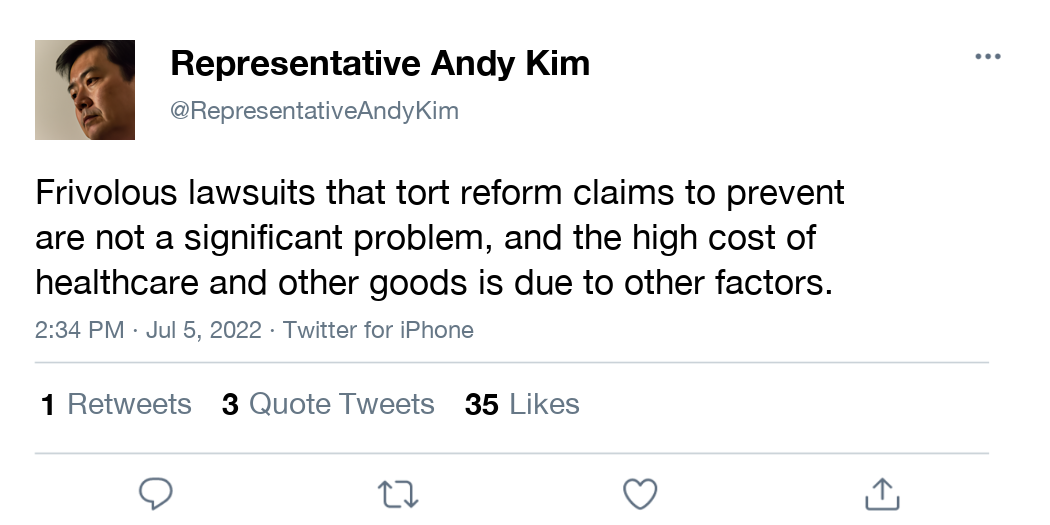 Representative Andy Kim
@RepresentativeAndyKim
Frivolous lawsuits that tort reform claims to prevent
are not a significant problem, and the high cost of
healthcare and other goods is due to other factors.
2:34 PM · Jul 5, 2022 · Twitter for iPhone
1 Retweets 3 Quote Tweets 35 Likes